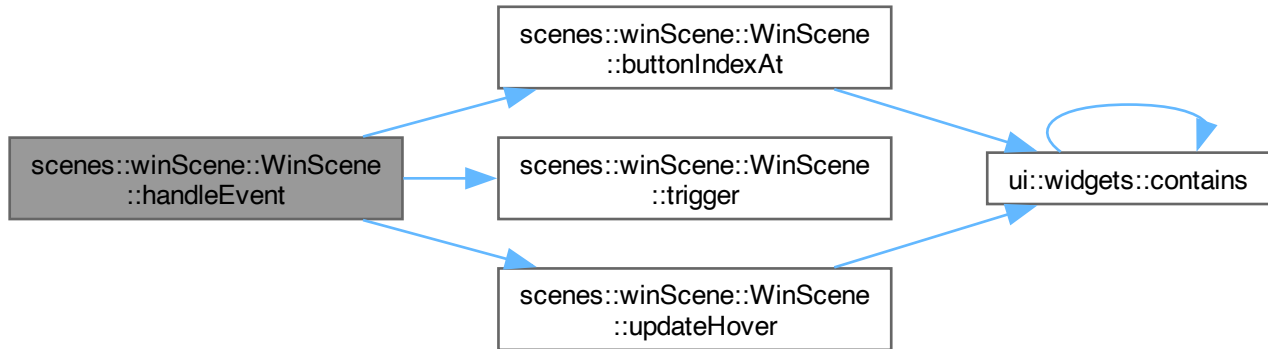 scenes::winScene::WinScene
::handleEvent
scenes::winScene::WinScene
::buttonIndexAt
scenes::winScene::WinScene
::trigger
scenes::winScene::WinScene
::updateHover
ui::widgets::contains